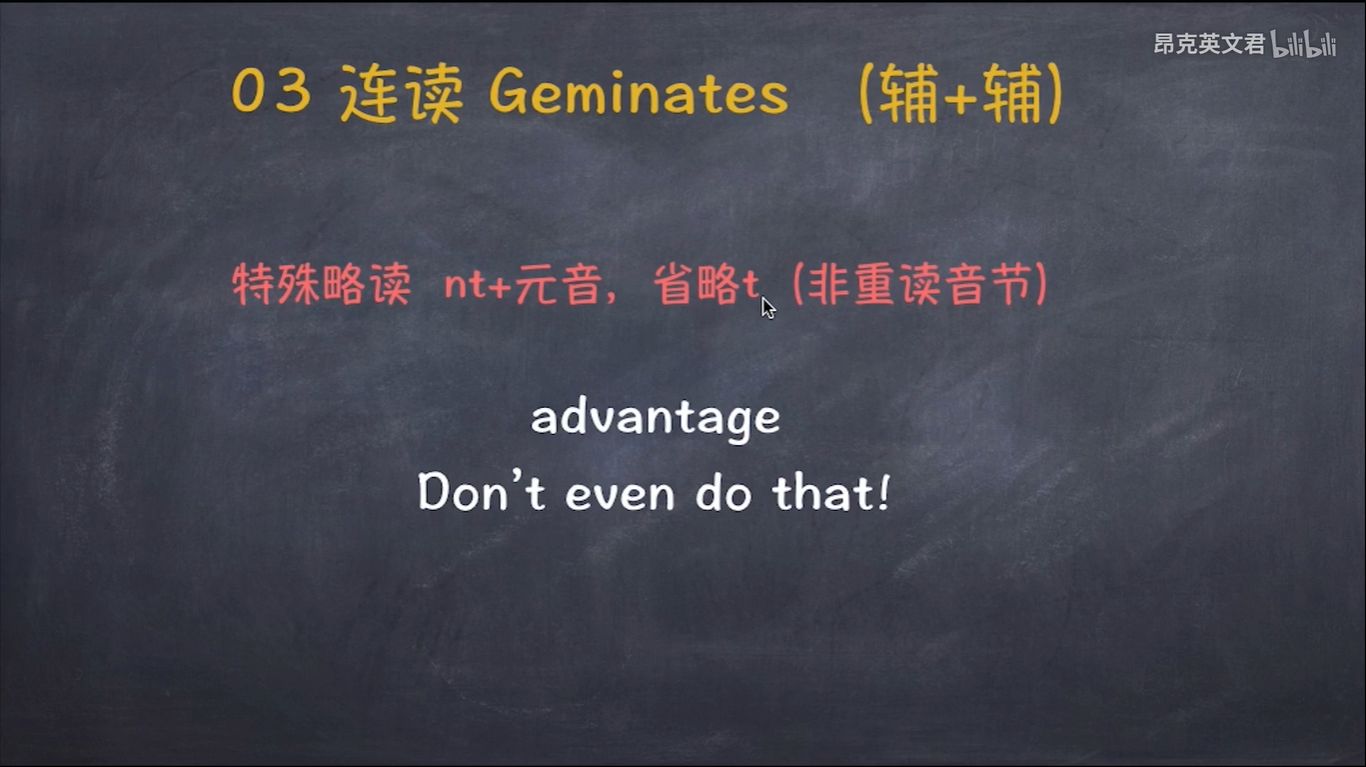 昂克英文君 bilibili
03 连读 Geminates （辅+辅）
特殊略读 nt+元音，省略t（非重读音节）
advantage
Don't even do that!